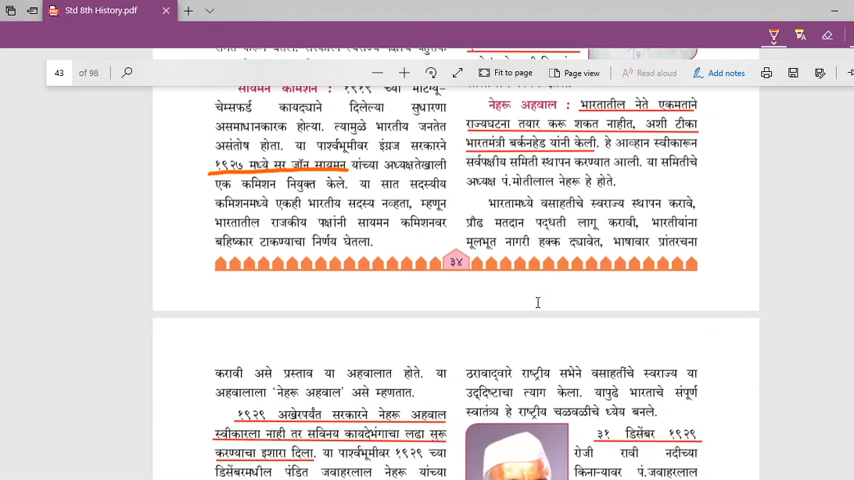 Std 8th History.pdf
43 of 98
Fit to page
Page view
Read aloud
Add notes
सायमन कमिशन : १९१९ च्या माँटेग्यू-
चेम्सफर्ड कायद्याने दिलेल्या सुधारणा
असमाधानकारक होत्या. त्यामुळे भारतीय जनतेत
असंतोष होता. या पार्श्वभूमीवर इंग्रज सरकारने
१९२७ मध्ये सर जॉन सायमन यांच्या अध्यक्षतेखाली
एक कमिशन नियुक्त केले. या सात सदस्यीय
कमिशनमध्ये एकही भारतीय सदस्य नव्हता, म्हणून
भारतातील राजकीय पक्षांनी सायमन कमिशनवर
बहिष्कार टाकण्याचा निर्णय घेतला.
नेहरू अहवाल : भारतातील नेते एकमताने
राज्यघटना तयार करू शकत नाहीत, अशी टीका
भारतमंत्री बर्कनहेड यांनी केली. हे आव्हान स्वीकारून
सर्वपक्षीय समिती स्थापन करण्यात आली. या समितीचे
अध्यक्ष पं.मोतीलाल नेहरू हे होते.
भारतामध्ये वसाहतीचे स्वराज्य स्थापन करावे,
प्रौढ मतदान पद्धती लागू करावी, भारतीयांना
मूलभूत नागरी हक्क द्यावेत, भाषावार प्रांतरचना
३४
करावी असे प्रस्ताव या अहवालात होते. या
अहवालाला 'नेहरू अहवाल' असे म्हणतात.
१९२९ अखेरपर्यंत सरकारने नेहरू अहवाल
स्वीकारला नाही तर सविनय कायदेभंगाचा लढा सुरू
करण्याचा इशारा दिला. या पार्श्वभूमीवर १९२९ च्या
डिसेंबरमधील पंडित जवाहरलाल नेहरू यांच्या
ठरावाद्वारे राष्ट्रीय सभेने वसाहतींचे स्वराज्य या
उद्दिष्टाचा त्याग केला. यापुढे भारताचे संपूर्ण
स्वातंत्र्य हे राष्ट्रीय चळवळीचे ध्येय बनले.
३१ डिसेंबर १९२९
रोजी रावी नदीच्या
किनाऱ्यावर पं.जवाहरलाल